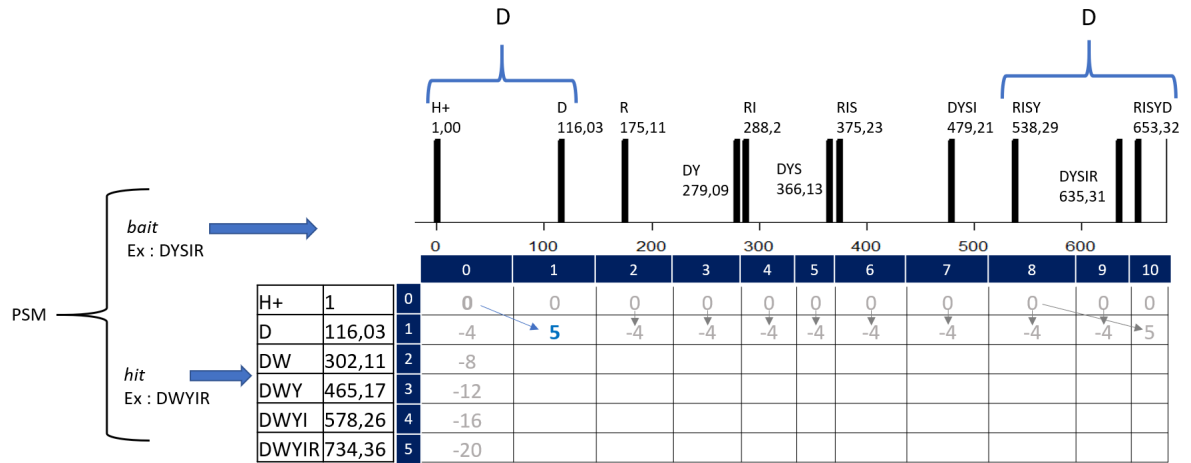 D D
H+ D R RI RIS DYSI RISY RISYD
1,00 116,03 175,11 288,2 375,23 479,21 538,29 653,32
DY DYS DYSIR
279,09 366,13 635,31
bait
Ex : DYSIR
0 100 200 300 400 500 600
0 1 2 3 4 5 6 7 8 9 10
PSM
H+ 1 0 0 0 0 0 0 0 0 0 0 0 0
D 116,03 1 -4 5 -4 -4 -4 -4 -4 -4 -4 -4 5
DW 302,11 2 -8
hit
Ex : DWYIR
DWY 465,17 3 -12
DWYI 578,26 4 -16
DWYIR 734,36 5 -20